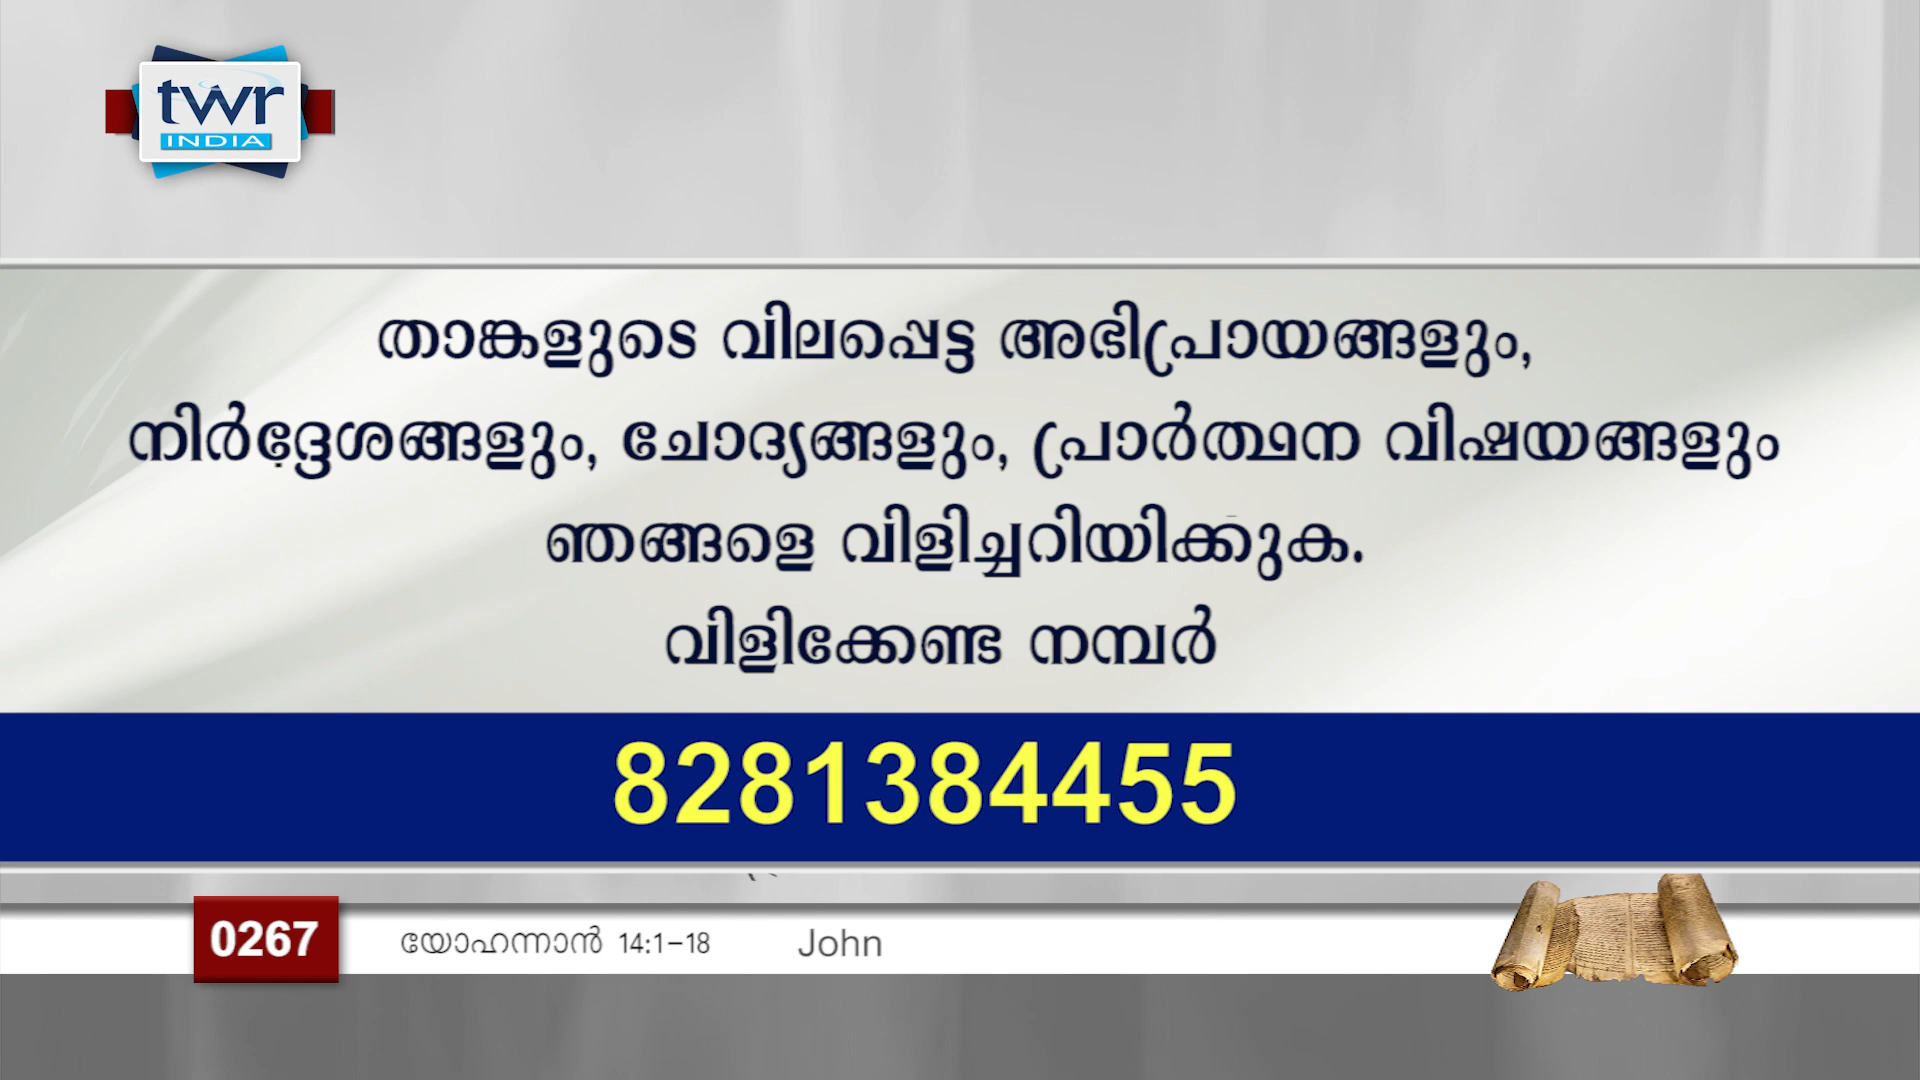 twr
INDIA
താങ്കളുടെ വിലപ്പെട്ട അഭിപ്രായങ്ങളും,
നിർദ്ദേശങ്ങളും, ചോദ്യങ്ങളും, പ്രാർത്ഥന വിഷയങ്ങളും
ഞങ്ങളെ വിളിച്ചറിയിക്കുക.
വിളിക്കേണ്ട നമ്പർ
8281384455
0267 യോഹന്നാൻ 14:1-18 John